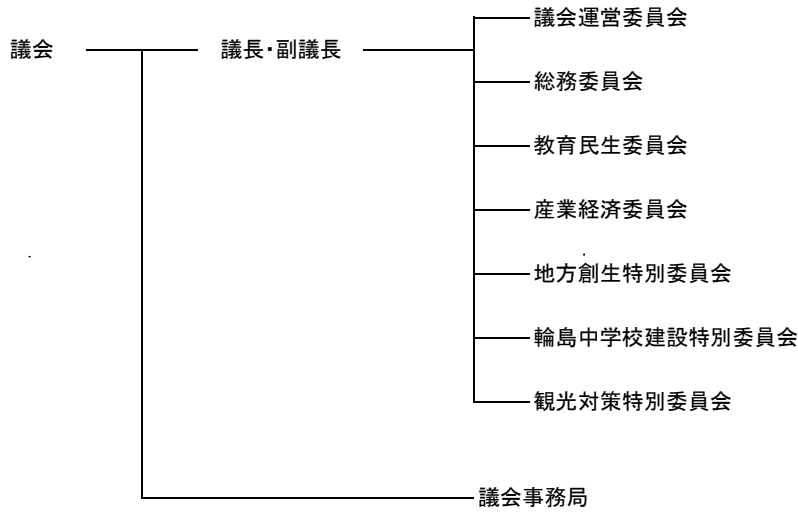 議会運営委員会
議会 議長・副議長
総務委員会
教育民生委員会
産業経済委員会
地方創生特別委員会
輪島中学校建設特別委員会
観光対策特別委員会
議会事務局